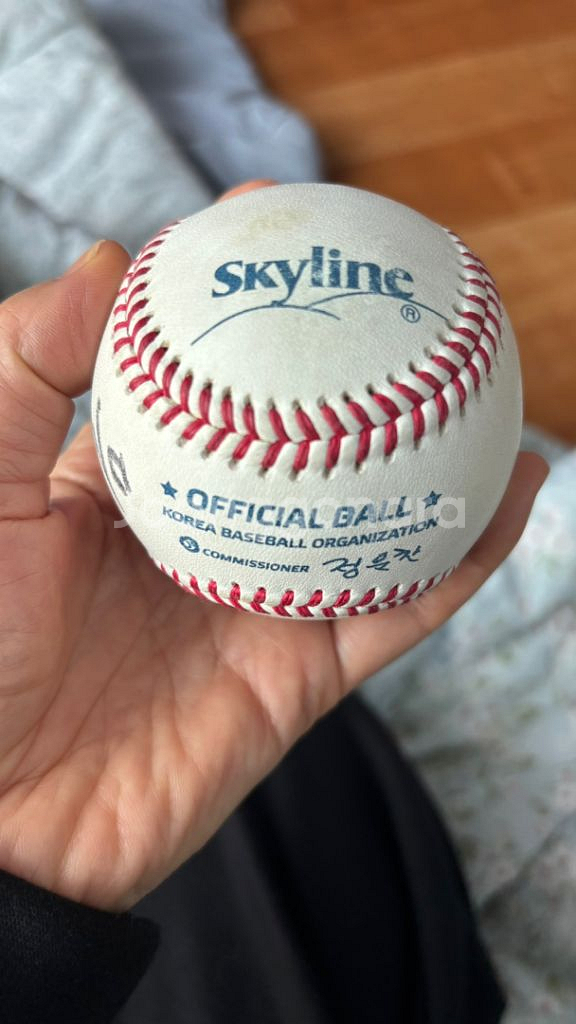 Skyline
®
★ OFFICIAL BALL ★
KOREA BASEBALL ORGANIZATION
COMMISSIONER 정운찬